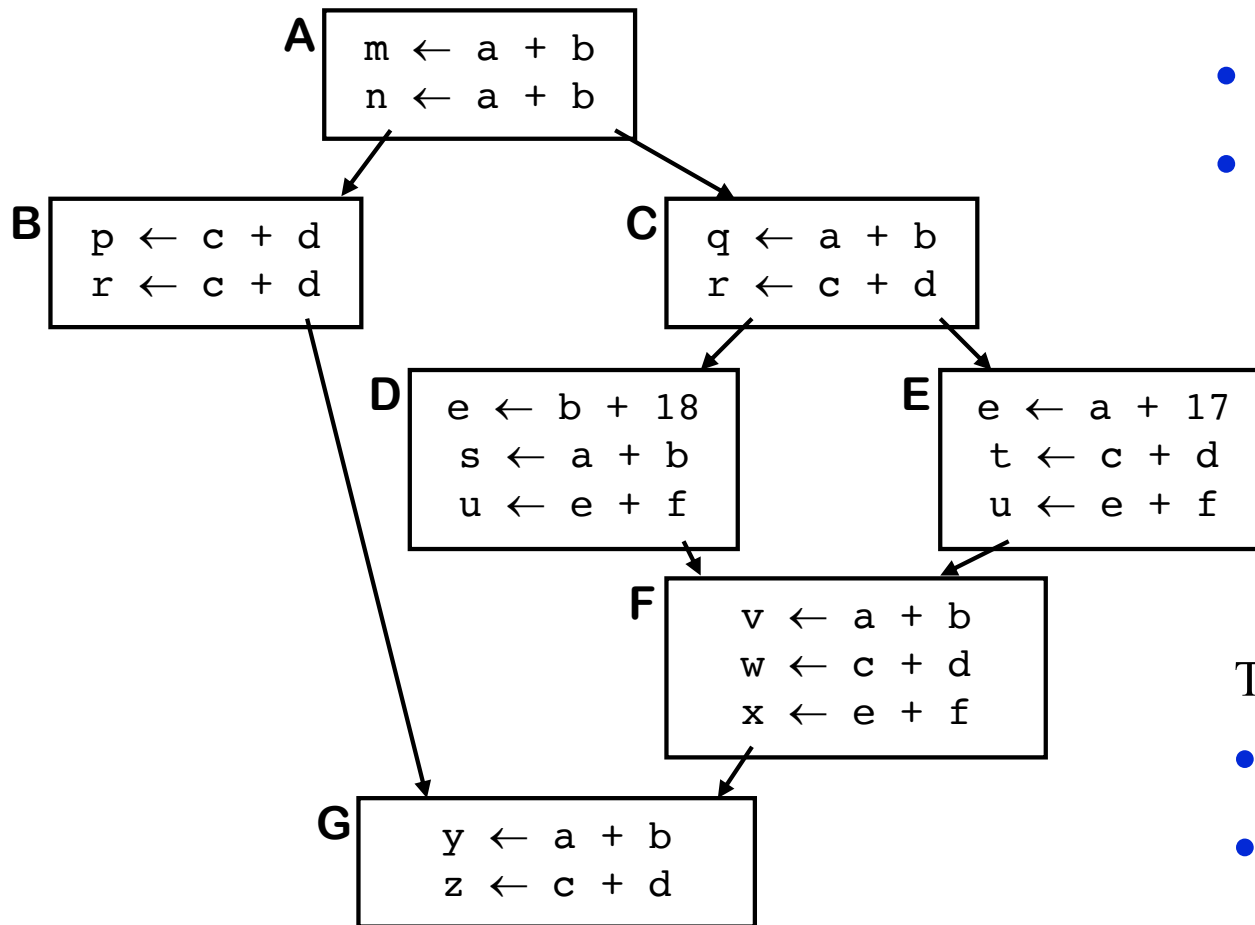 A
m ← a + b
n ← a + b
B
p ← c + d
r ← c + d
C
q ← a + b
r ← c + d
D
e ← b + 18
s ← a + b
u ← e + f
E
e ← a + 17
t ← c + d
u ← e + f
F
v ← a + b
w ← c + d
x ← e + f
T
G
y ← a + b
z ← c + d